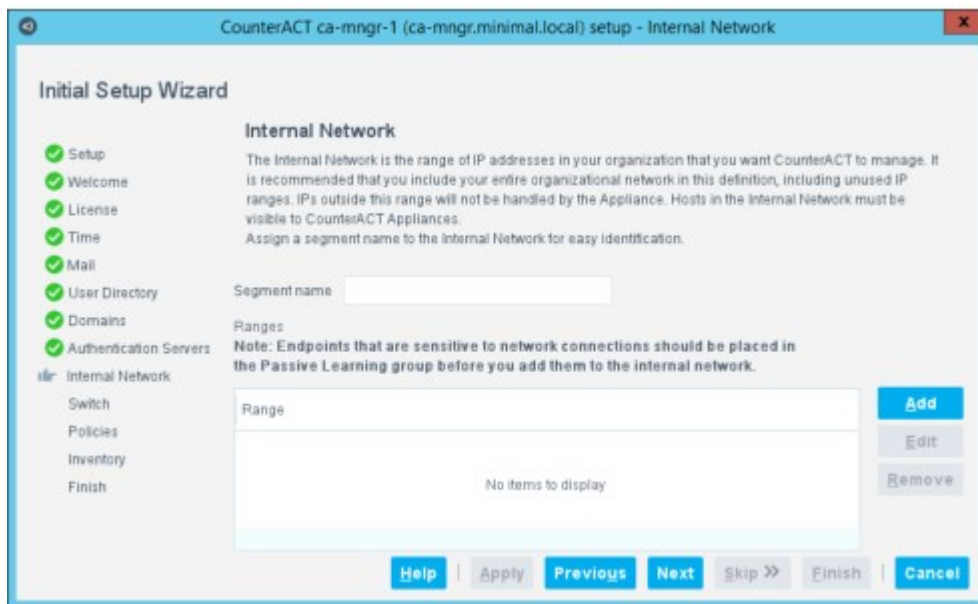 CounterACT ca-mngr-1 (ca-mngr.minimal.local) setup - Internal Network
x
Initial Setup Wizard
Setup
Welcome
License
Time
Mail
User Directory
Domains
Authentication Servers
Internal Network
Switch
Policies
Inventory
Finish
Internal Network
The Internal Network is the range of IP addresses in your organization that you want CounterACT to manage. It
is recommended that you include your entire organizational network in this definition, including unused IP
ranges. IPs outside this range will not be handled by the Appliance. Hosts in the Internal Network must be
visible to CounterACT Appliances.
Assign a segment name to the Internal Network for easy identification.
Segment name
Ranges
Note: Endpoints that are sensitive to network connections should be placed in
the Passive Learning group before you add them to the internal network.
Range
No items to display
Add
Edit
Remove
Help
Apply
Previous
Next
Skip >>
Finish
Cancel